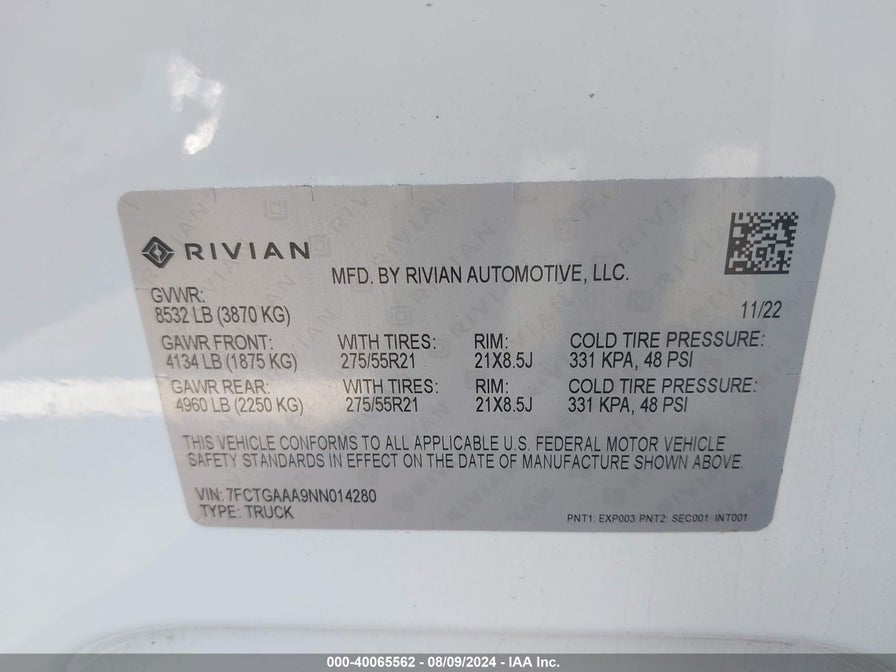 RIVIAN
MFD. BY RIVIAN AUTOMOTIVE, LLC.
GVWR:
8532 LB (3870 KG)
11/22
GAWR FRONT: WITH TIRES: RIM: COLD TIRE PRESSURE:
4134 LB (1875 KG) 275/55R21 21X8.5J 331 KPA, 48 PSI
GAWR REAR: WITH TIRES: RIM: COLD TIRE PRESSURE:
4960 LB (2250 KG) 275/55R21 21X8.5J 331 KPA, 48 PSI
THIS VEHICLE CONFORMS TO ALL APPLICABLE U.S. FEDERAL MOTOR VEHICLE
SAFETY STANDARDS IN EFFECT ON THE DATE OF MANUFACTURE SHOWN ABOVE.
VIN: 7FCTGAAA9NN014280
TYPE: TRUCK
PNT1: EXP003 PNT2: SEC001 INT001
000-40065562 - 08/09/2024 - IAA Inc.